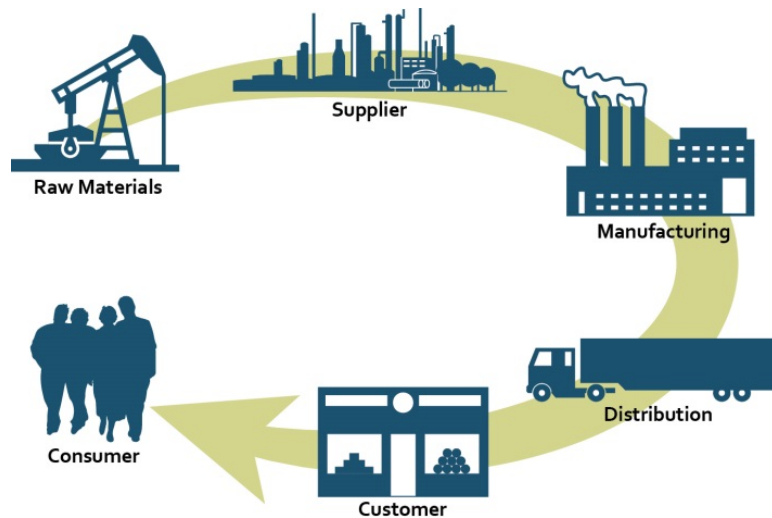 Raw Materials
Supplier
Manufacturing
Distribution
Customer
Consumer